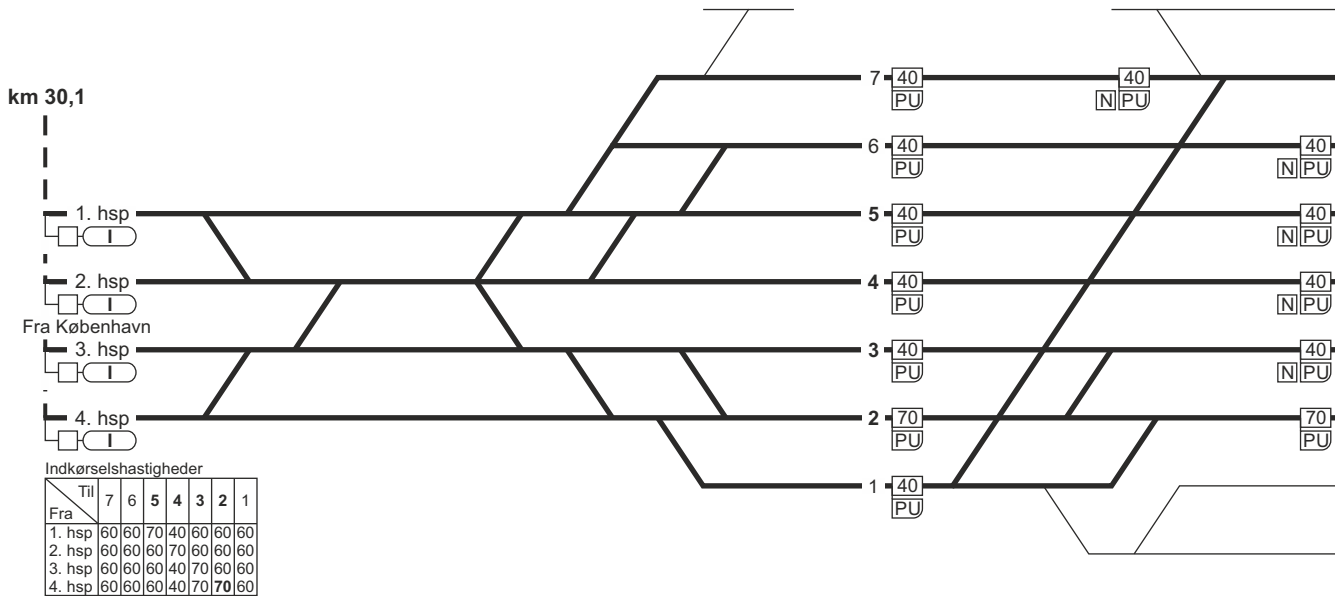 km 30,1
7 40 40
PU N PU
6 40 40
PU N PU
1. hsp 5 40 40
I PU N PU
2. hsp 4 40 40
I PU N PU
Fra København
3. hsp 3 40 40
I PU N PU
4. hsp 2 70 70
I PU PU
1 40
PU
Indkørselshastigheder
Til 7 6 5 4 3 2 1
Fra
1. hsp 60 60 70 40 60 60 60
2. hsp 60 60 60 70 60 60 60
3. hsp 60 60 60 40 70 60 60
4. hsp 60 60 60 40 70 70 60